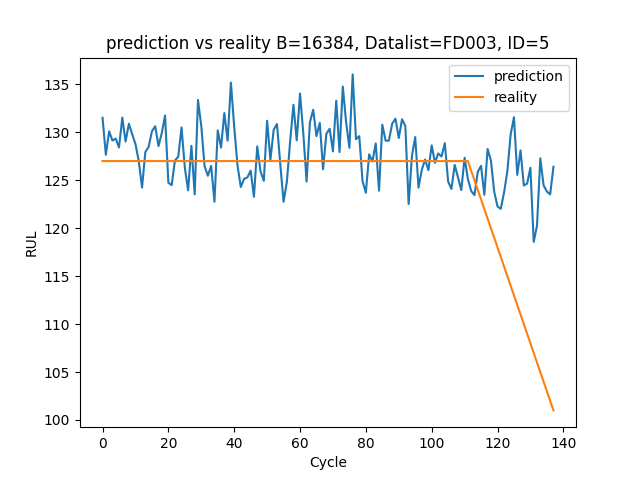 prediction vs reality B=16384, Datalist=FD003, ID=5
prediction
reality
RUL
135
130
125
120
115
110
105
100
0 20 40 60 80 100 120 140
Cycle